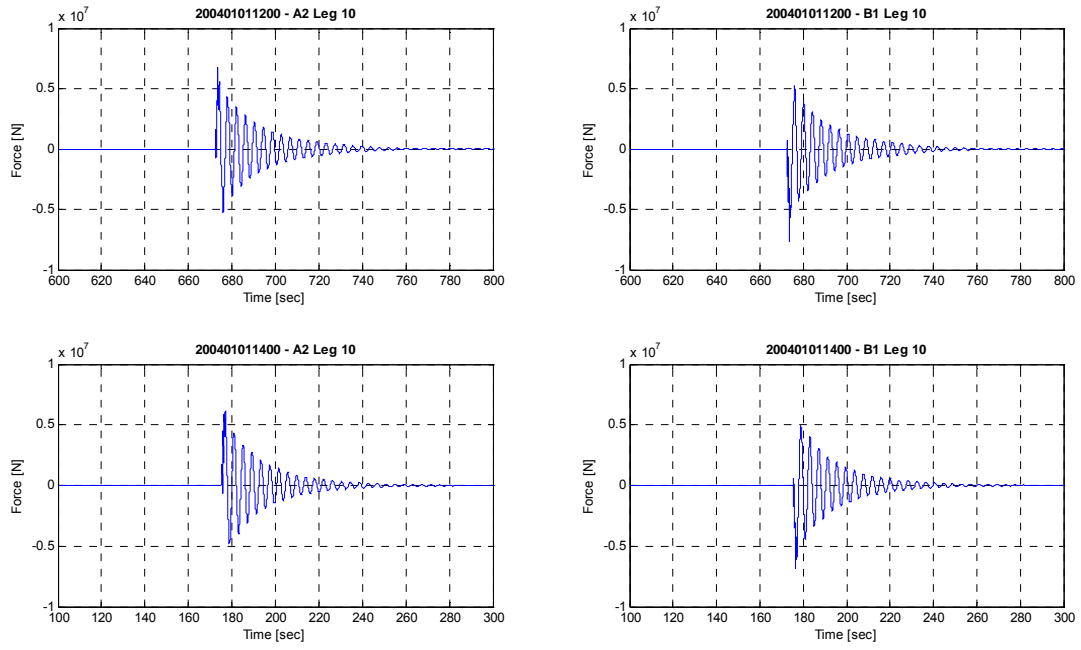 200401011200 - A2 Leg 10
x 10^7
1
0.5
0
-0.5
-1
Force [N]
600 620 640 660 680 700 720 740 760 780 800
Time [sec]
200401011200 - B1 Leg 10
x 10^7
1
0.5
0
-0.5
-1
Force [N]
600 620 640 660 680 700 720 740 760 780 800
Time [sec]
200401011400 - A2 Leg 10
x 10^7
1
0.5
0
-0.5
-1
Force [N]
100 120 140 160 180 200 220 240 260 280 300
Time [sec]
200401011400 - B1 Leg 10
x 10^7
1
0.5
0
-0.5
-1
Force [N]
100 120 140 160 180 200 220 240 260 280 300
Time [sec]